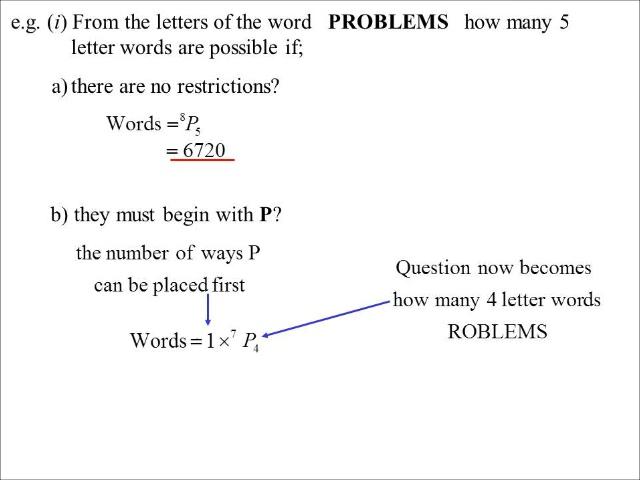 e.g. (i) From the letters of the word PROBLEMS how many 5
letter words are possible if;
a) there are no restrictions?
Words = ⁸P₅
= 6720
b) they must begin with P?
the number of ways P
can be placed first
Question now becomes
how many 4 letter words
ROBLEMS
Words = 1 × ⁷P₄